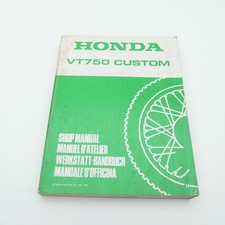 HONDA
VT750 CUSTOM
SHOP MANUAL
MANUEL D'ATELIER
WERKSTATT-HANDBUCH
MANUALE D'OFFICINA